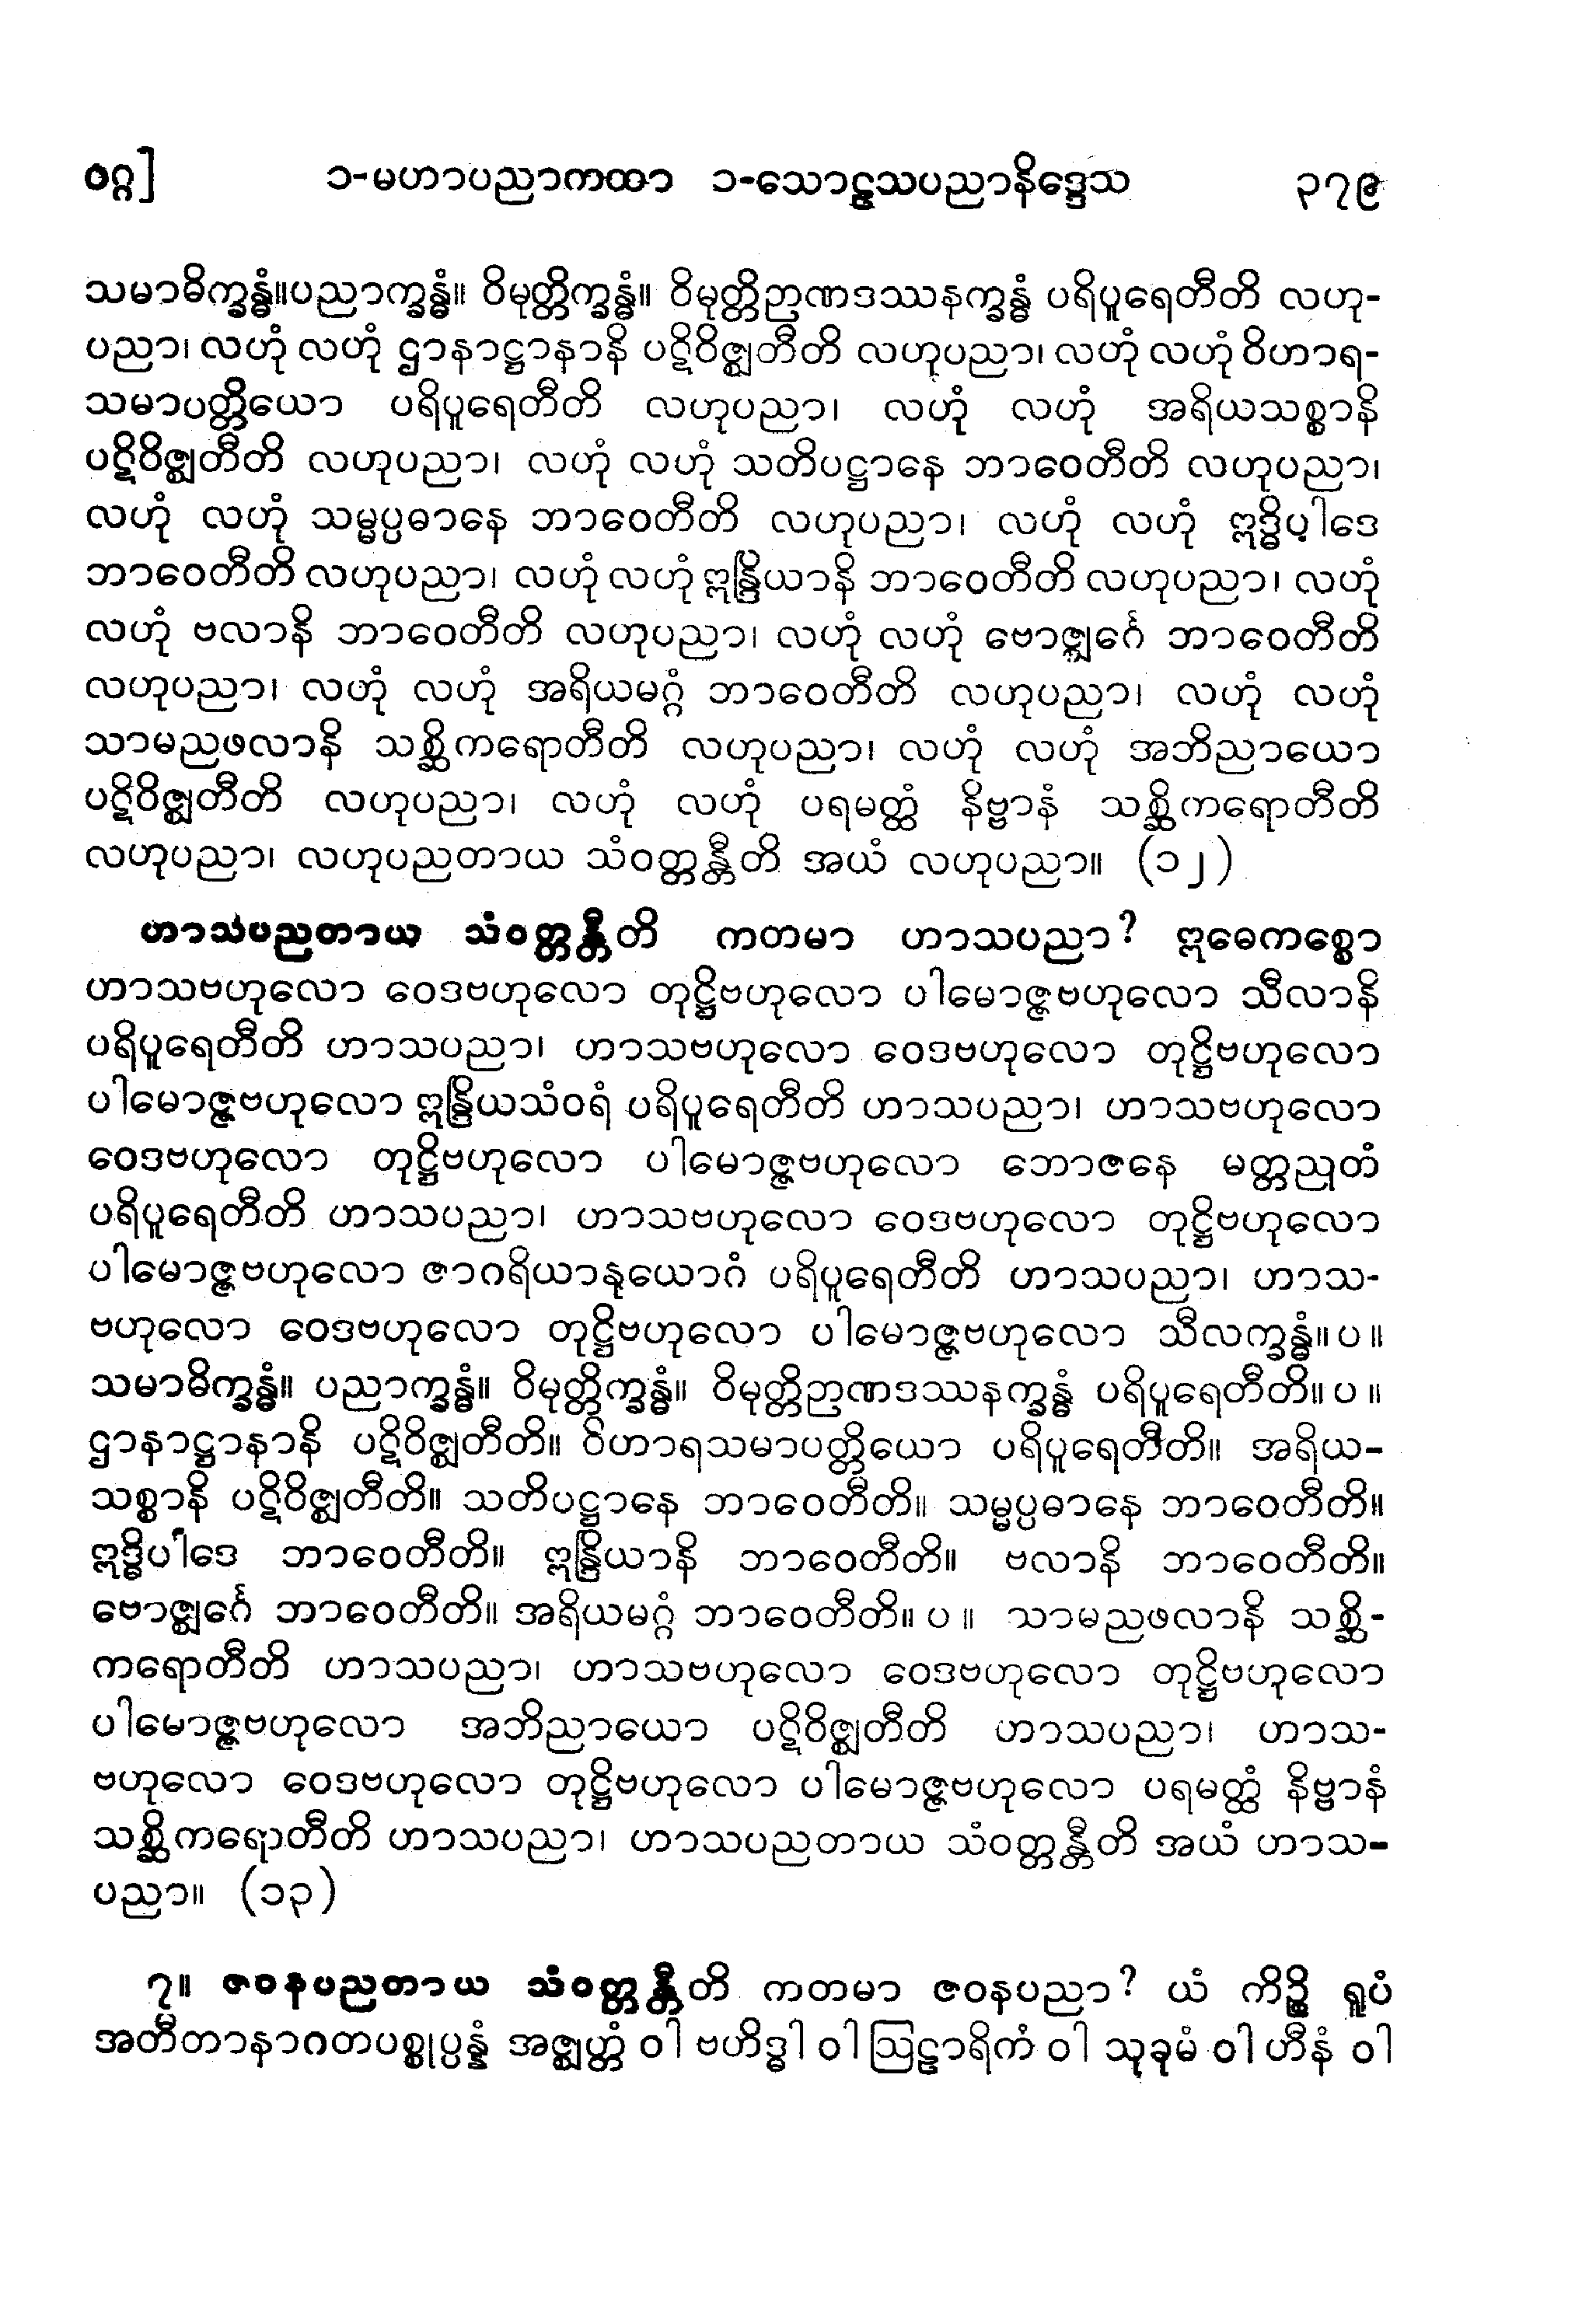 ဝဂ္ဂ]    ၁-မဟာပညာကထာ ၁-သောဠသပညာနိဒ္ဒေသ    ၃၇၉
သမာဓိက္ခန္ဓံ။ပညာက္ခန္ဓံ။ ဝိမုတ္တိက္ခန္ဓံ။ ဝိမုတ္တိဉာဏဒဿနက္ခန္ဓံ ပရိပူရေတီတိ လဟု-
ပညာ၊ လဟုံ လဟုံ ဌာနာဋ္ဌာနာနိ ပဋိဝိဇ္ဈတီတိ လဟုပညာ၊ လဟုံ လဟုံ ဝိဟာရ-
သမာပတ္တိယော ပရိပူရေတီတိ လဟုပညာ၊ လဟုံ လဟုံ အရိယသစ္စာနိ
ပဋိဝိဇ္ဈတီတိ လဟုပညာ၊ လဟုံ လဟုံ သတိပဋ္ဌာနေ ဘာဝေတီတိ လဟုပညာ၊
လဟုံ လဟုံ သမ္မပ္ပဓာနေ ဘာဝေတီတိ လဟုပညာ၊ လဟုံ လဟုံ ဣဒ္ဓိပါဒေ
ဘာဝေတီတိ လဟုပညာ၊ လဟုံ လဟုံ ဣန္ဒြိယာနိ ဘာဝေတီတိ လဟုပညာ၊ လဟုံ
လဟုံ ဗလာနိ ဘာဝေတီတိ လဟုပညာ၊ လဟုံ လဟုံ ဗောဇ္ဈင်္ဂေ ဘာဝေတီတိ
လဟုပညာ၊ လဟုံ လဟုံ အရိယမဂ္ဂံ ဘာဝေတီတိ လဟုပညာ၊ လဟုံ လဟုံ
သာမညဖလာနိ သစ္ဆိကရောတီတိ လဟုပညာ၊ လဟုံ လဟုံ အဘိညာယော
ပဋိဝိဇ္ဈတီတိ လဟုပညာ၊ လဟုံ လဟုံ ပရမတ္ထံ နိဗ္ဗာနံ သစ္ဆိကရောတီတိ
လဟုပညာ၊ လဟုပညတာယ သံဝတ္တန္တီတိ အယံ လဟုပညာ။ (၁၂)
ဟာသပညတာယ သံဝတ္တန္တီတိ ကတမာ ဟာသပညာ? ဣဓေကစ္စော
ဟာသဗဟုလော ဝေဒဗဟုလော တုဋ္ဌိဗဟုလော ပါမောဇ္ဇဗဟုလော သီလာနိ
ပရိပူရေတီတိ ဟာသပညာ၊ ဟာသဗဟုလော ဝေဒဗဟုလော တုဋ္ဌိဗဟုလော
ပါမောဇ္ဇဗဟုလော ဣန္ဒြိယသံဝရံ ပရိပူရေတီတိ ဟာသပညာ၊ ဟာသဗဟုလော
ဝေဒဗဟုလော တုဋ္ဌိဗဟုလော ပါမောဇ္ဇဗဟုလော ဘောဇနေ မတ္တညုတံ
ပရိပူရေတီတိ ဟာသပညာ၊ ဟာသဗဟုလော ဝေဒဗဟုလော တုဋ္ဌိဗဟုလော
ပါမောဇ္ဇဗဟုလော ဇာဂရိယာနုယောဂံ ပရိပူရေတီတိ ဟာသပညာ၊ ဟာသ-
ဗဟုလော ဝေဒဗဟုလော တုဋ္ဌိဗဟုလော ပါမောဇ္ဇဗဟုလော သီလက္ခန္ဓံ။ပ။
သမာဓိက္ခန္ဓံ။ ပညာက္ခန္ဓံ။ ဝိမုတ္တိက္ခန္ဓံ။ ဝိမုတ္တိဉာဏဒဿနက္ခန္ဓံ ပရိပူရေတီတိ။ပ။
ဌာနာဋ္ဌာနာနိ ပဋိဝိဇ္ဈတီတိ။ ဝိဟာရသမာပတ္တိယော ပရိပူရေတီတိ။ အရိယ-
သစ္စာနိ ပဋိဝိဇ္ဈတီတိ။ သတိပဋ္ဌာနေ ဘာဝေတီတိ။ သမ္မပ္ပဓာနေ ဘာဝေတီတိ။
ဣဒ္ဓိပါဒေ ဘာဝေတီတိ။ ဣန္ဒြိယာနိ ဘာဝေတီတိ။ ဗလာနိ ဘာဝေတီတိ။
ဗောဇ္ဈင်္ဂေ ဘာဝေတီတိ။ အရိယမဂ္ဂံ ဘာဝေတီတိ။ပ။ သာမညဖလာနိ သစ္ဆိ-
ကရောတီတိ ဟာသပညာ၊ ဟာသဗဟုလော ဝေဒဗဟုလော တုဋ္ဌိဗဟုလော
ပါမောဇ္ဇဗဟုလော အဘိညာယော ပဋိဝိဇ္ဈတီတိ ဟာသပညာ၊ ဟာသ-
ဗဟုလော ဝေဒဗဟုလော တုဋ္ဌိဗဟုလော ပါမောဇ္ဇဗဟုလော ပရမတ္ထံ နိဗ္ဗာနံ
သစ္ဆိကရောတီတိ ဟာသပညာ၊ ဟာသပညတာယ သံဝတ္တန္တီတိ အယံ ဟာသ-
ပညာ။ (၁၃)
၇။ ဇဝနပညတာယ သံဝတ္တန္တီတိ ကတမာ ဇဝနပညာ? ယံ ကိဉ္စိ ရူပံ
အတီတာနာဂတပစ္စုပ္ပန္နံ အဇ္ဈတ္တံ ဝါ ဗဟိဒ္ဓါ ဝါ ဩဠာရိကံ ဝါ သုခုမံ ဝါ ဟီနံ ဝါ